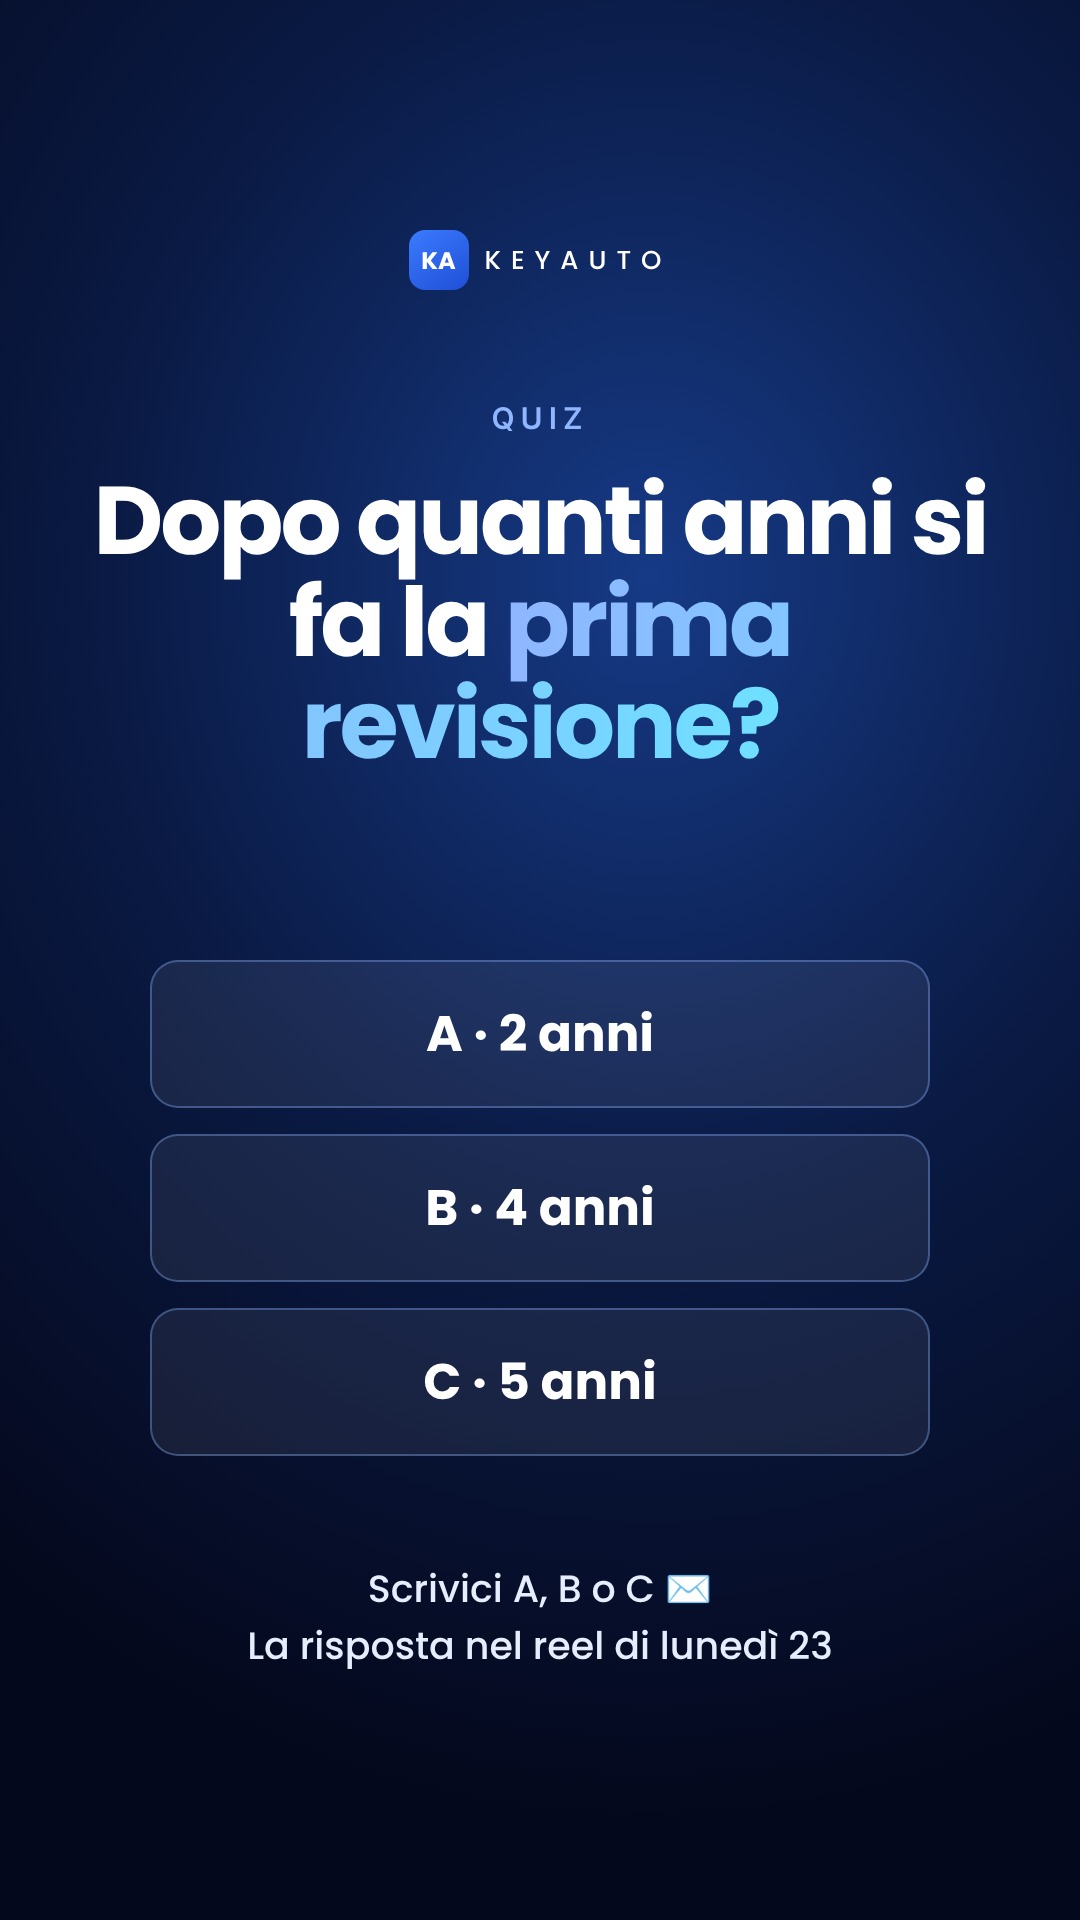 KA KEYAUTO
QUIZ
Dopo quanti anni si
fa la prima
revisione?
A · 2 anni
B · 4 anni
C · 5 anni
Scrivici A, B o C ✉️
La risposta nel reel di lunedì 23